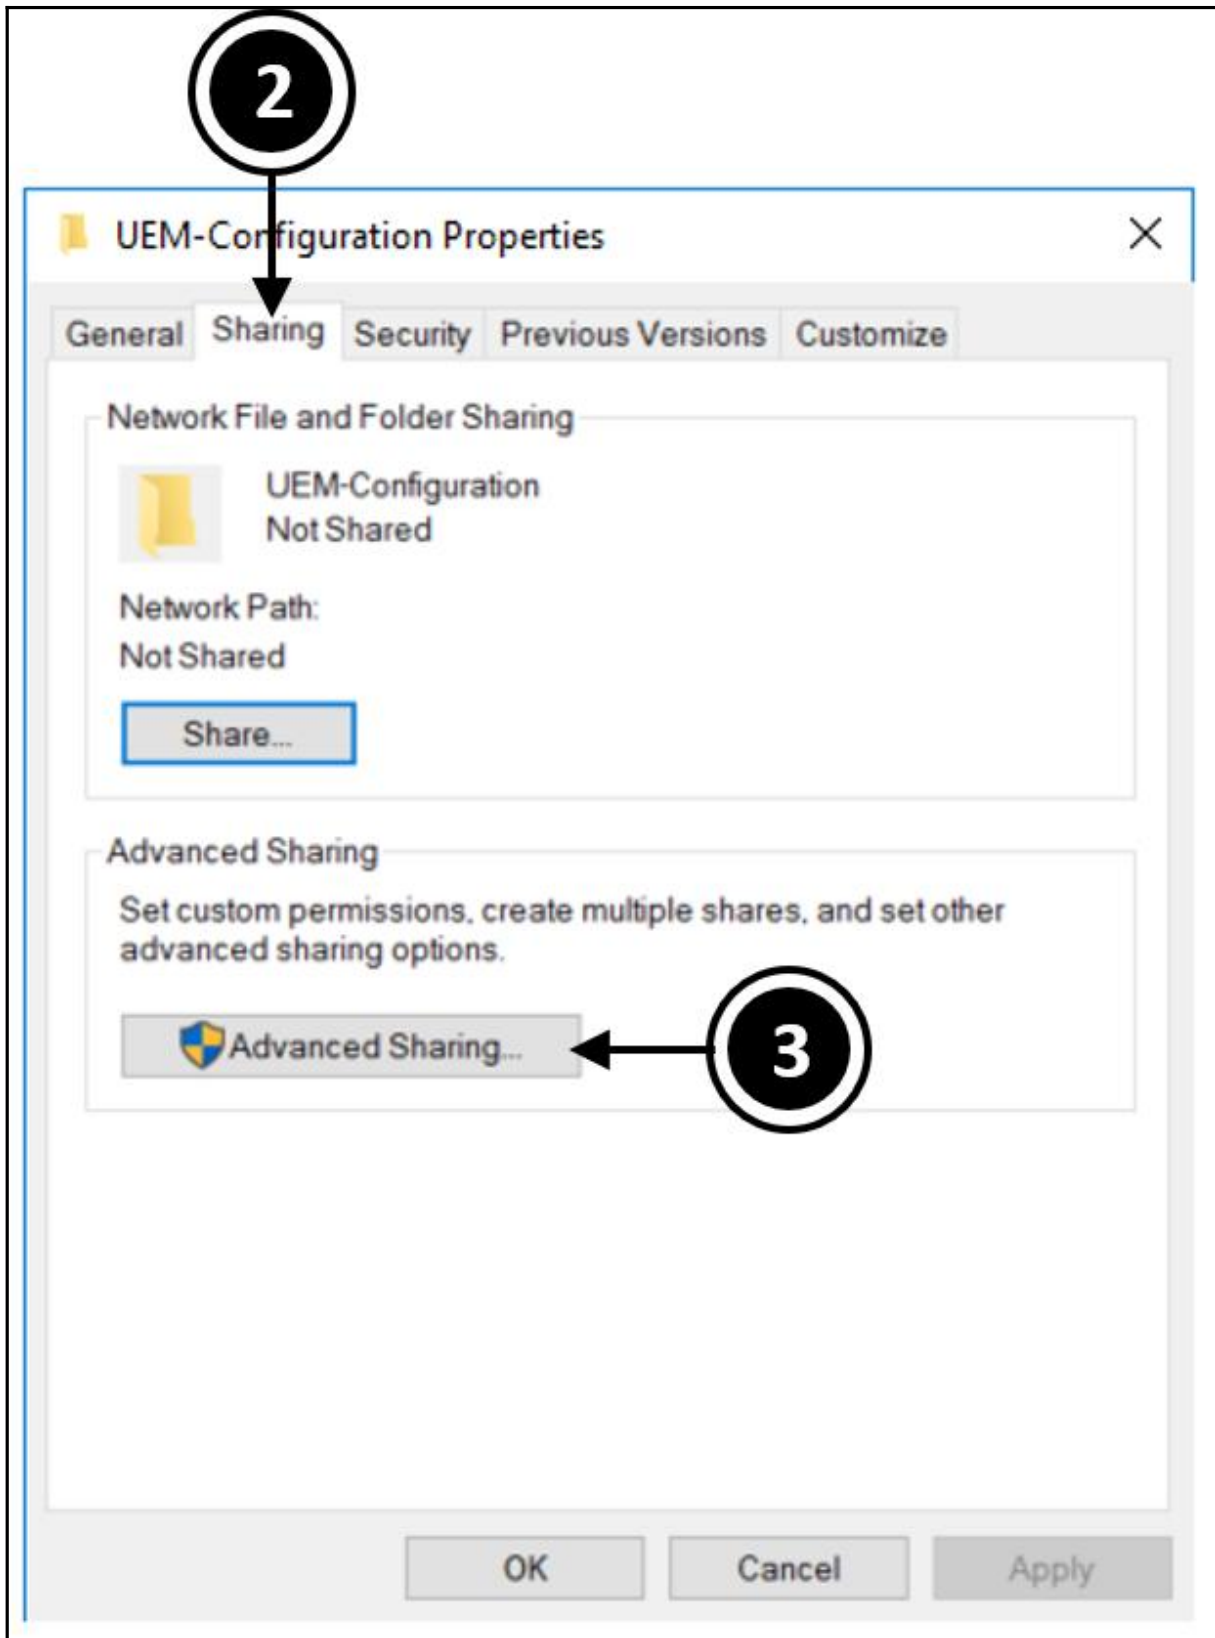 2
UEM-Configuration Properties
General Sharing Security Previous Versions Customize
Network File and Folder Sharing
UEM-Configuration
Not Shared
Network Path:
Not Shared
Share...
Advanced Sharing
Set custom permissions, create multiple shares, and set other
advanced sharing options.
Advanced Sharing...
3
OK Cancel Apply